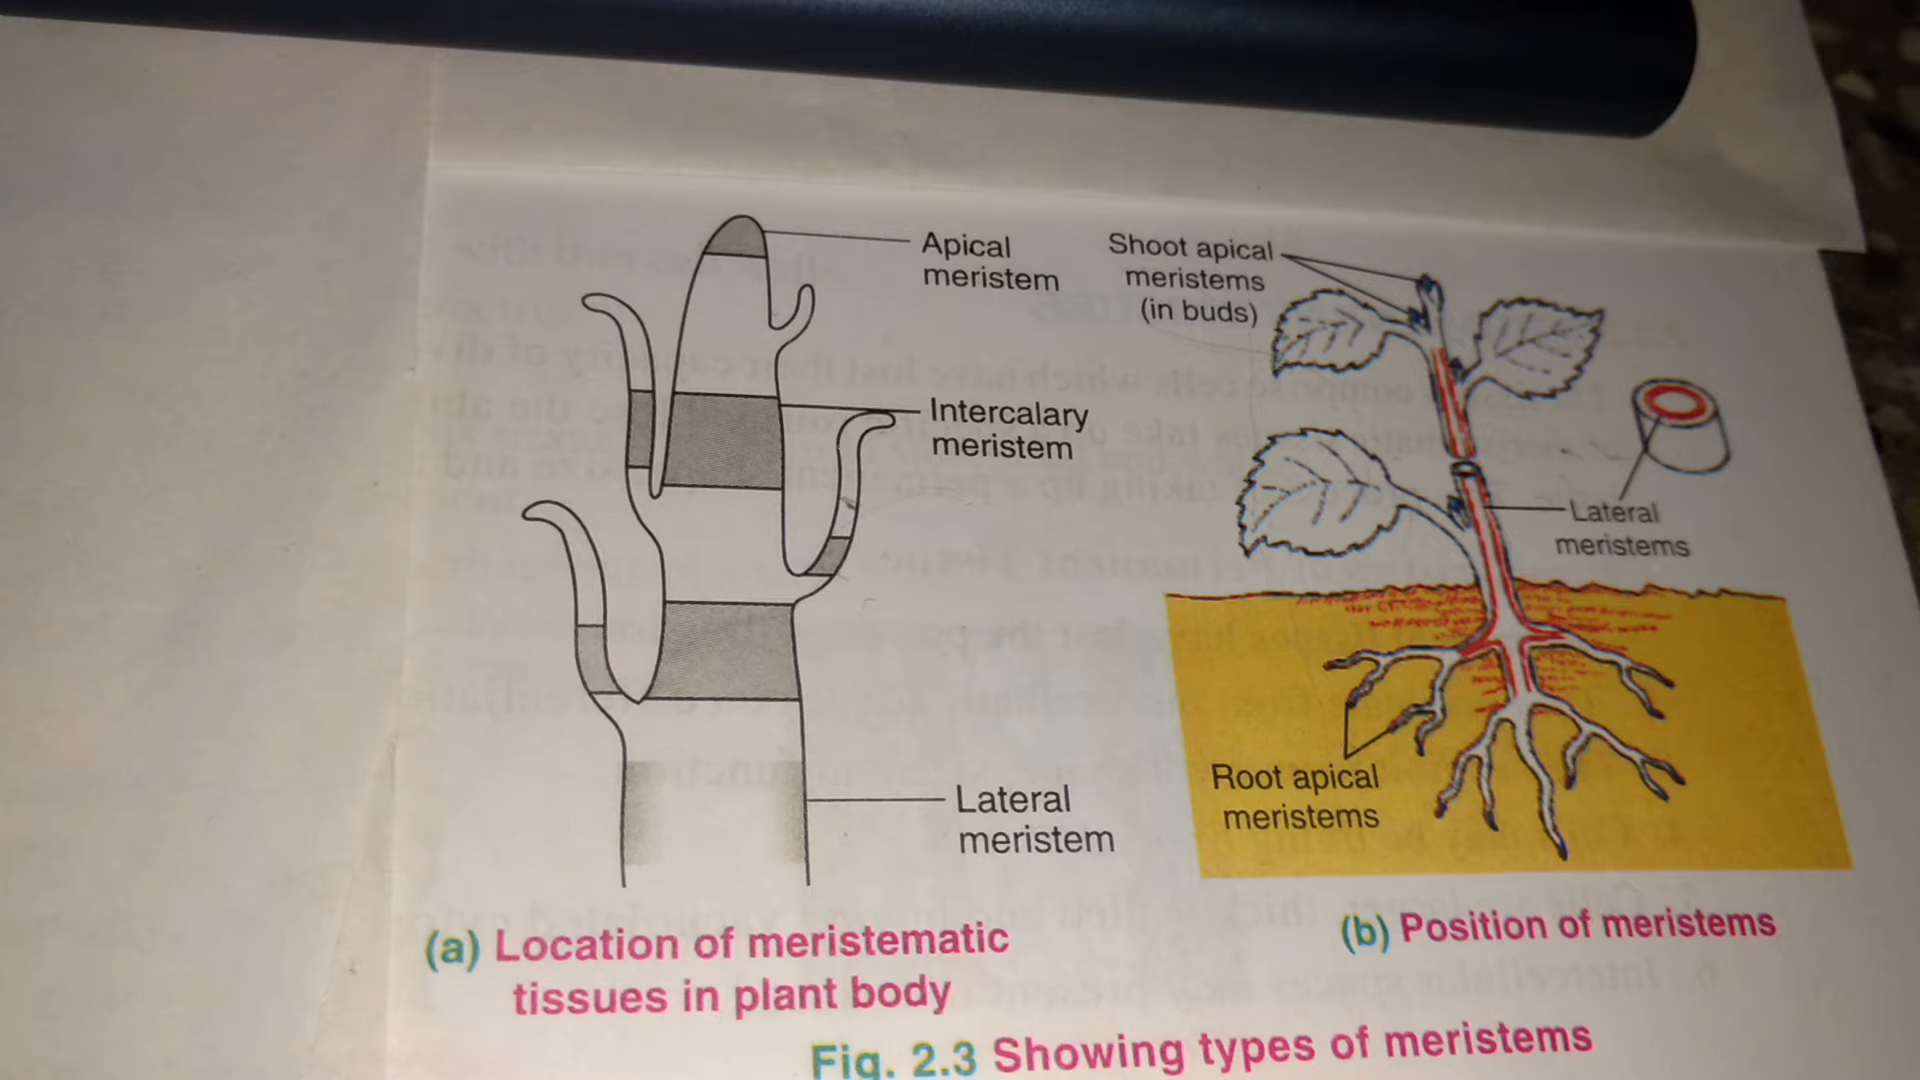 Apical
meristem
Intercalary
meristem
Lateral
meristem
(a) Location of meristematic
tissues in plant body
Shoot apical
meristems
(in buds)
Lateral
meristems
Root apical
meristems
(b) Position of meristems
Fig. 2.3 Showing types of meristems